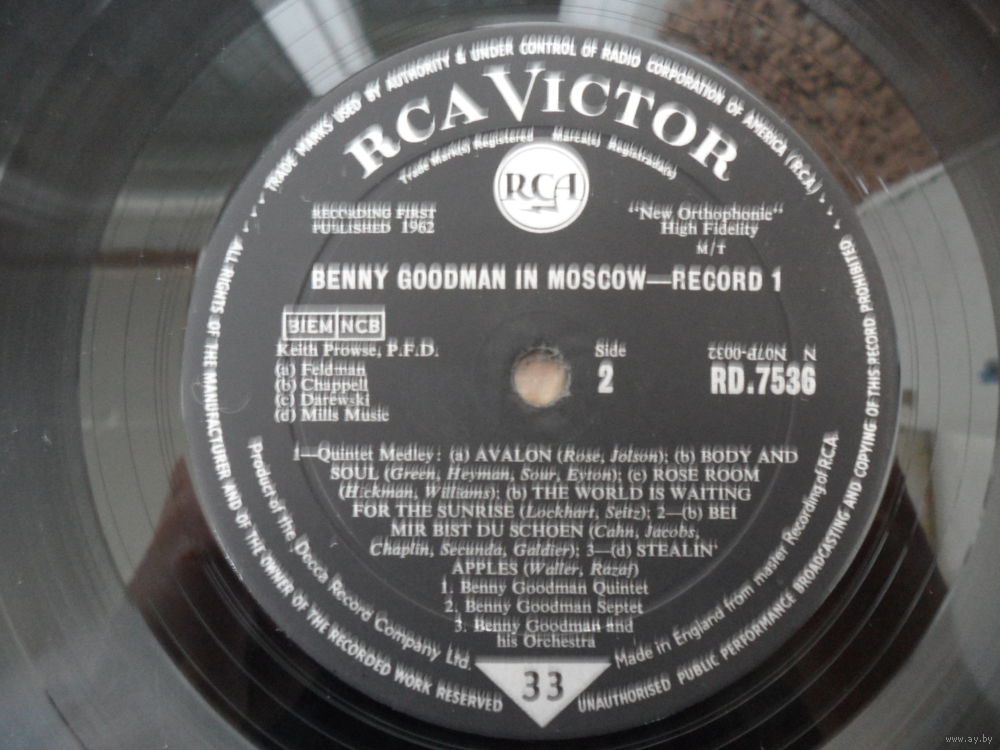 TRADE MARKS USED BY AUTHORITY & UNDER CONTROL OF RADIO CORPORATION OF AMERICA (RCA)
RCA VICTOR
Trade Mark(s) Registered Marca(s) Registrada(s)
RCA
RECORDING FIRST
PUBLISHED 1962
"New Orthophonic"
High Fidelity
M/T
BENNY GOODMAN IN MOSCOW—RECORD 1
BIEM NCB
Keith Prowse, P.F.D.
(a) Feldman
(b) Chappell
(c) Darewski
(d) Mills Music
Side
2
N N07P-0032
RD.7536
1—Quintet Medley: (a) AVALON (Rose, Jolson); (b) BODY AND
SOUL (Green, Heyman, Sour, Eyton); (c) ROSE ROOM
(Hickman, Williams); (b) THE WORLD IS WAITING
FOR THE SUNRISE (Lockhart, Seitz); 2—(b) BEI
MIR BIST DU SCHOEN (Cahn, Jacobs,
Chaplin, Secunda, Galdier); 3—(d) STEALIN'
APPLES (Waller, Razaf)
1. Benny Goodman Quintet
2. Benny Goodman Septet
3. Benny Goodman and
his Orchestra
33
Product of The Decca Record Company Ltd.
Made in England from master Recording of R.C.A.
ALL RIGHTS OF THE MANUFACTURER AND OF THE OWNER OF THE RECORDED WORK RESERVED
UNAUTHORISED PUBLIC PERFORMANCE BROADCASTING AND COPYING OF THIS RECORD PROHIBITED
www.ay.by